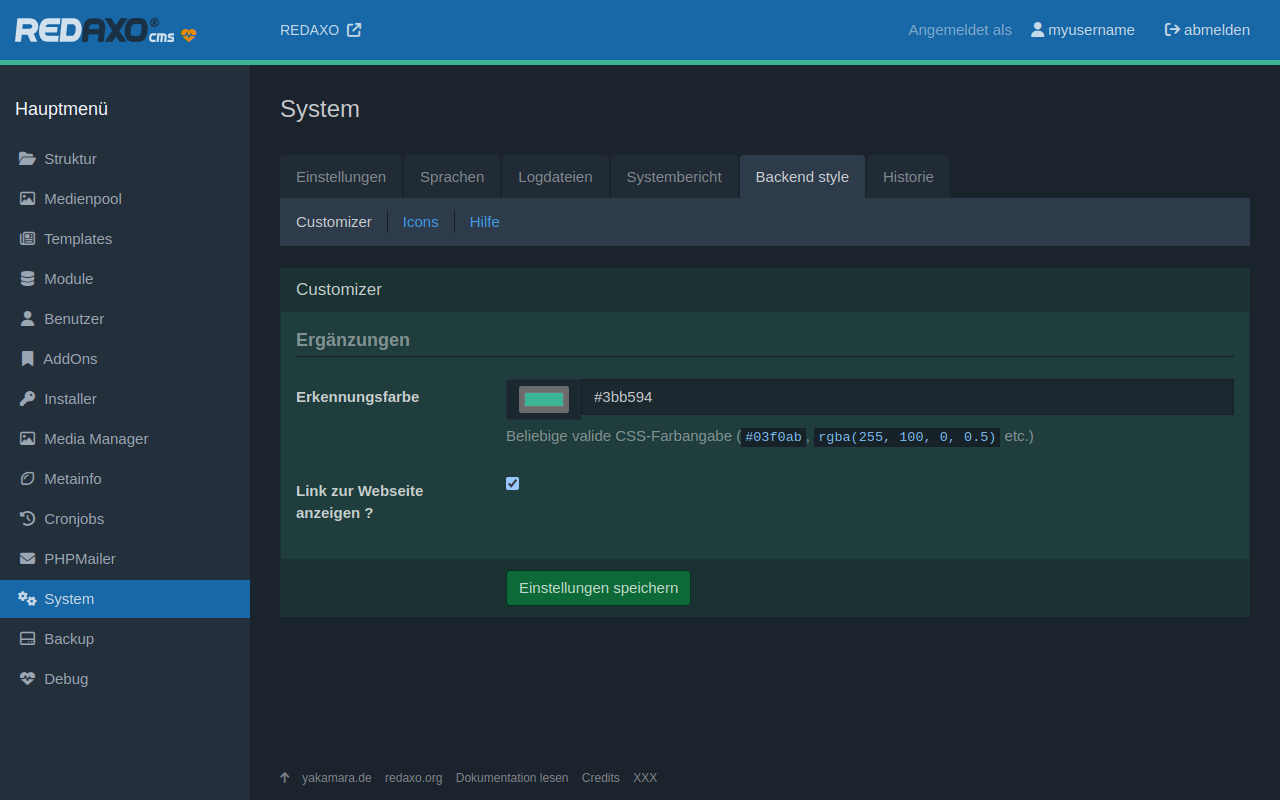 REDAXO® cms
REDAXO
Angemeldet als myusername abmelden
Hauptmenü
Struktur
Medienpool
Templates
Module
Benutzer
AddOns
Installer
Media Manager
Metainfo
Cronjobs
PHPMailer
System
Backup
Debug
System
Einstellungen Sprachen Logdateien Systembericht Backend style Historie
Customizer Icons Hilfe
Customizer
Ergänzungen
Erkennungsfarbe #3bb594
Beliebige valide CSS-Farbangabe (#03f0ab, rgba(255, 100, 0, 0.5) etc.)
Link zur Webseite
anzeigen ?
Einstellungen speichern
yakamara.de redaxo.org Dokumentation lesen Credits XXX